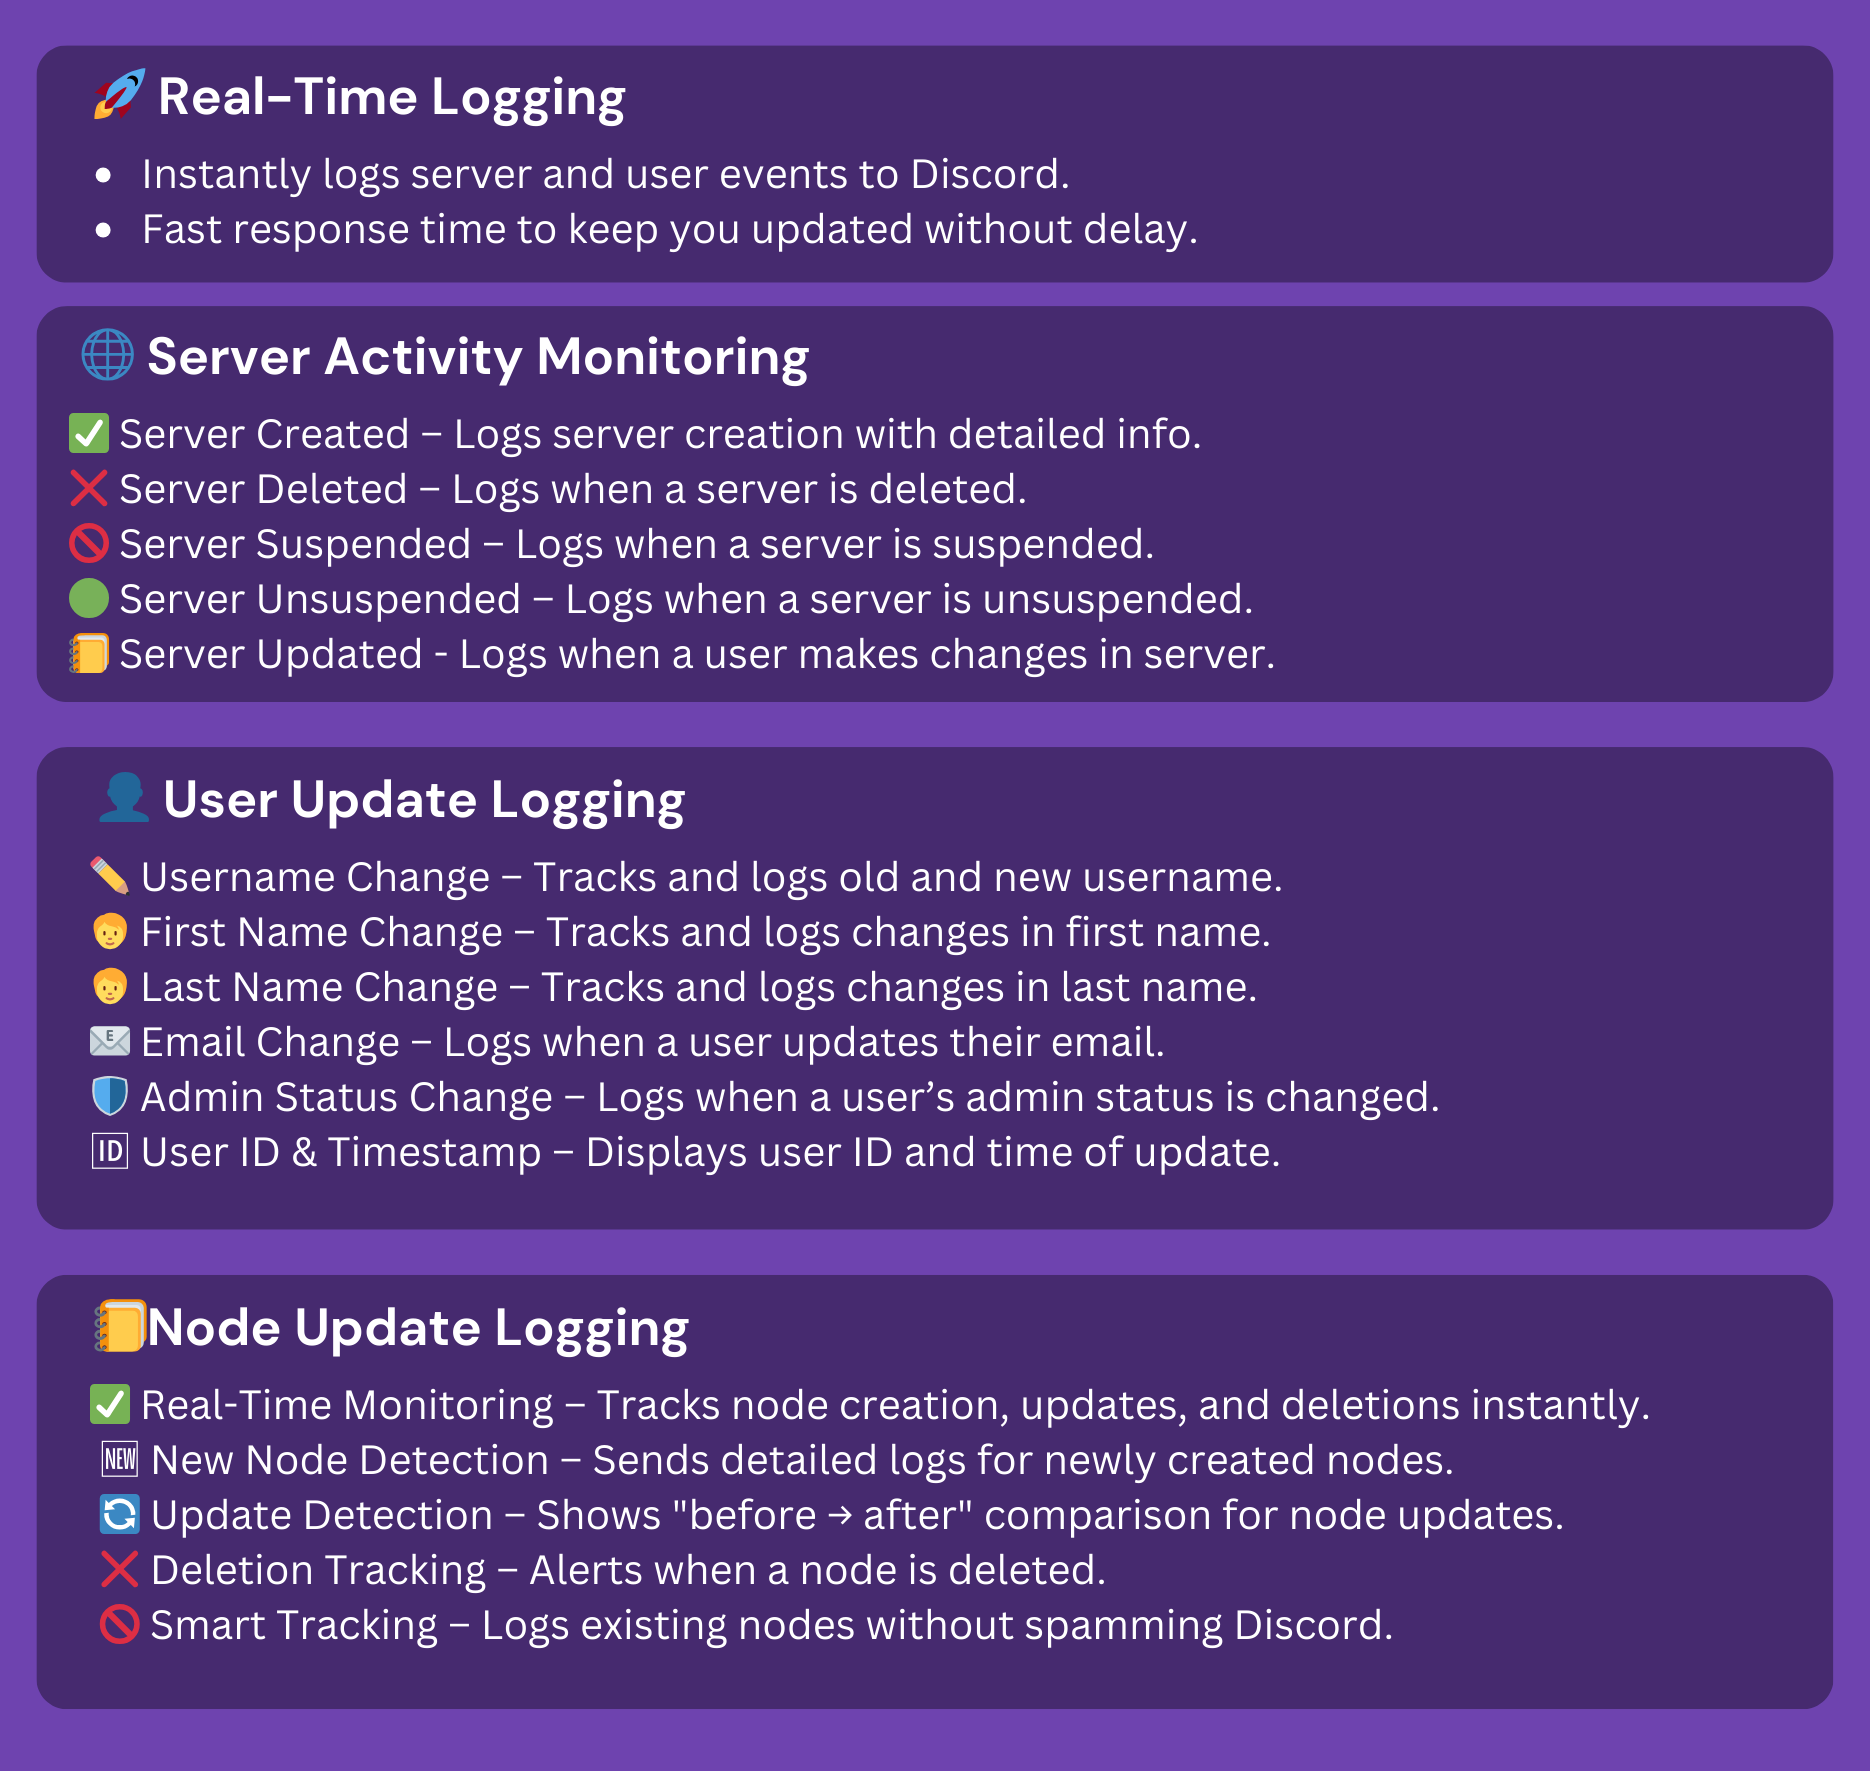 🚀 Real-Time Logging
• Instantly logs server and user events to Discord.
• Fast response time to keep you updated without delay.
🌐 Server Activity Monitoring
✅ Server Created – Logs server creation with detailed info.
❌ Server Deleted – Logs when a server is deleted.
🚫 Server Suspended – Logs when a server is suspended.
🟢 Server Unsuspended – Logs when a server is unsuspended.
📒 Server Updated - Logs when a user makes changes in server.
👤 User Update Logging
✏️ Username Change – Tracks and logs old and new username.
🧑 First Name Change – Tracks and logs changes in first name.
🧑 Last Name Change – Tracks and logs changes in last name.
📧 Email Change – Logs when a user updates their email.
🛡️ Admin Status Change – Logs when a user’s admin status is changed.
🆔 User ID & Timestamp – Displays user ID and time of update.
📒Node Update Logging
✅ Real-Time Monitoring – Tracks node creation, updates, and deletions instantly.
🆕 New Node Detection – Sends detailed logs for newly created nodes.
🔄 Update Detection – Shows "before → after" comparison for node updates.
❌ Deletion Tracking – Alerts when a node is deleted.
🚫 Smart Tracking – Logs existing nodes without spamming Discord.